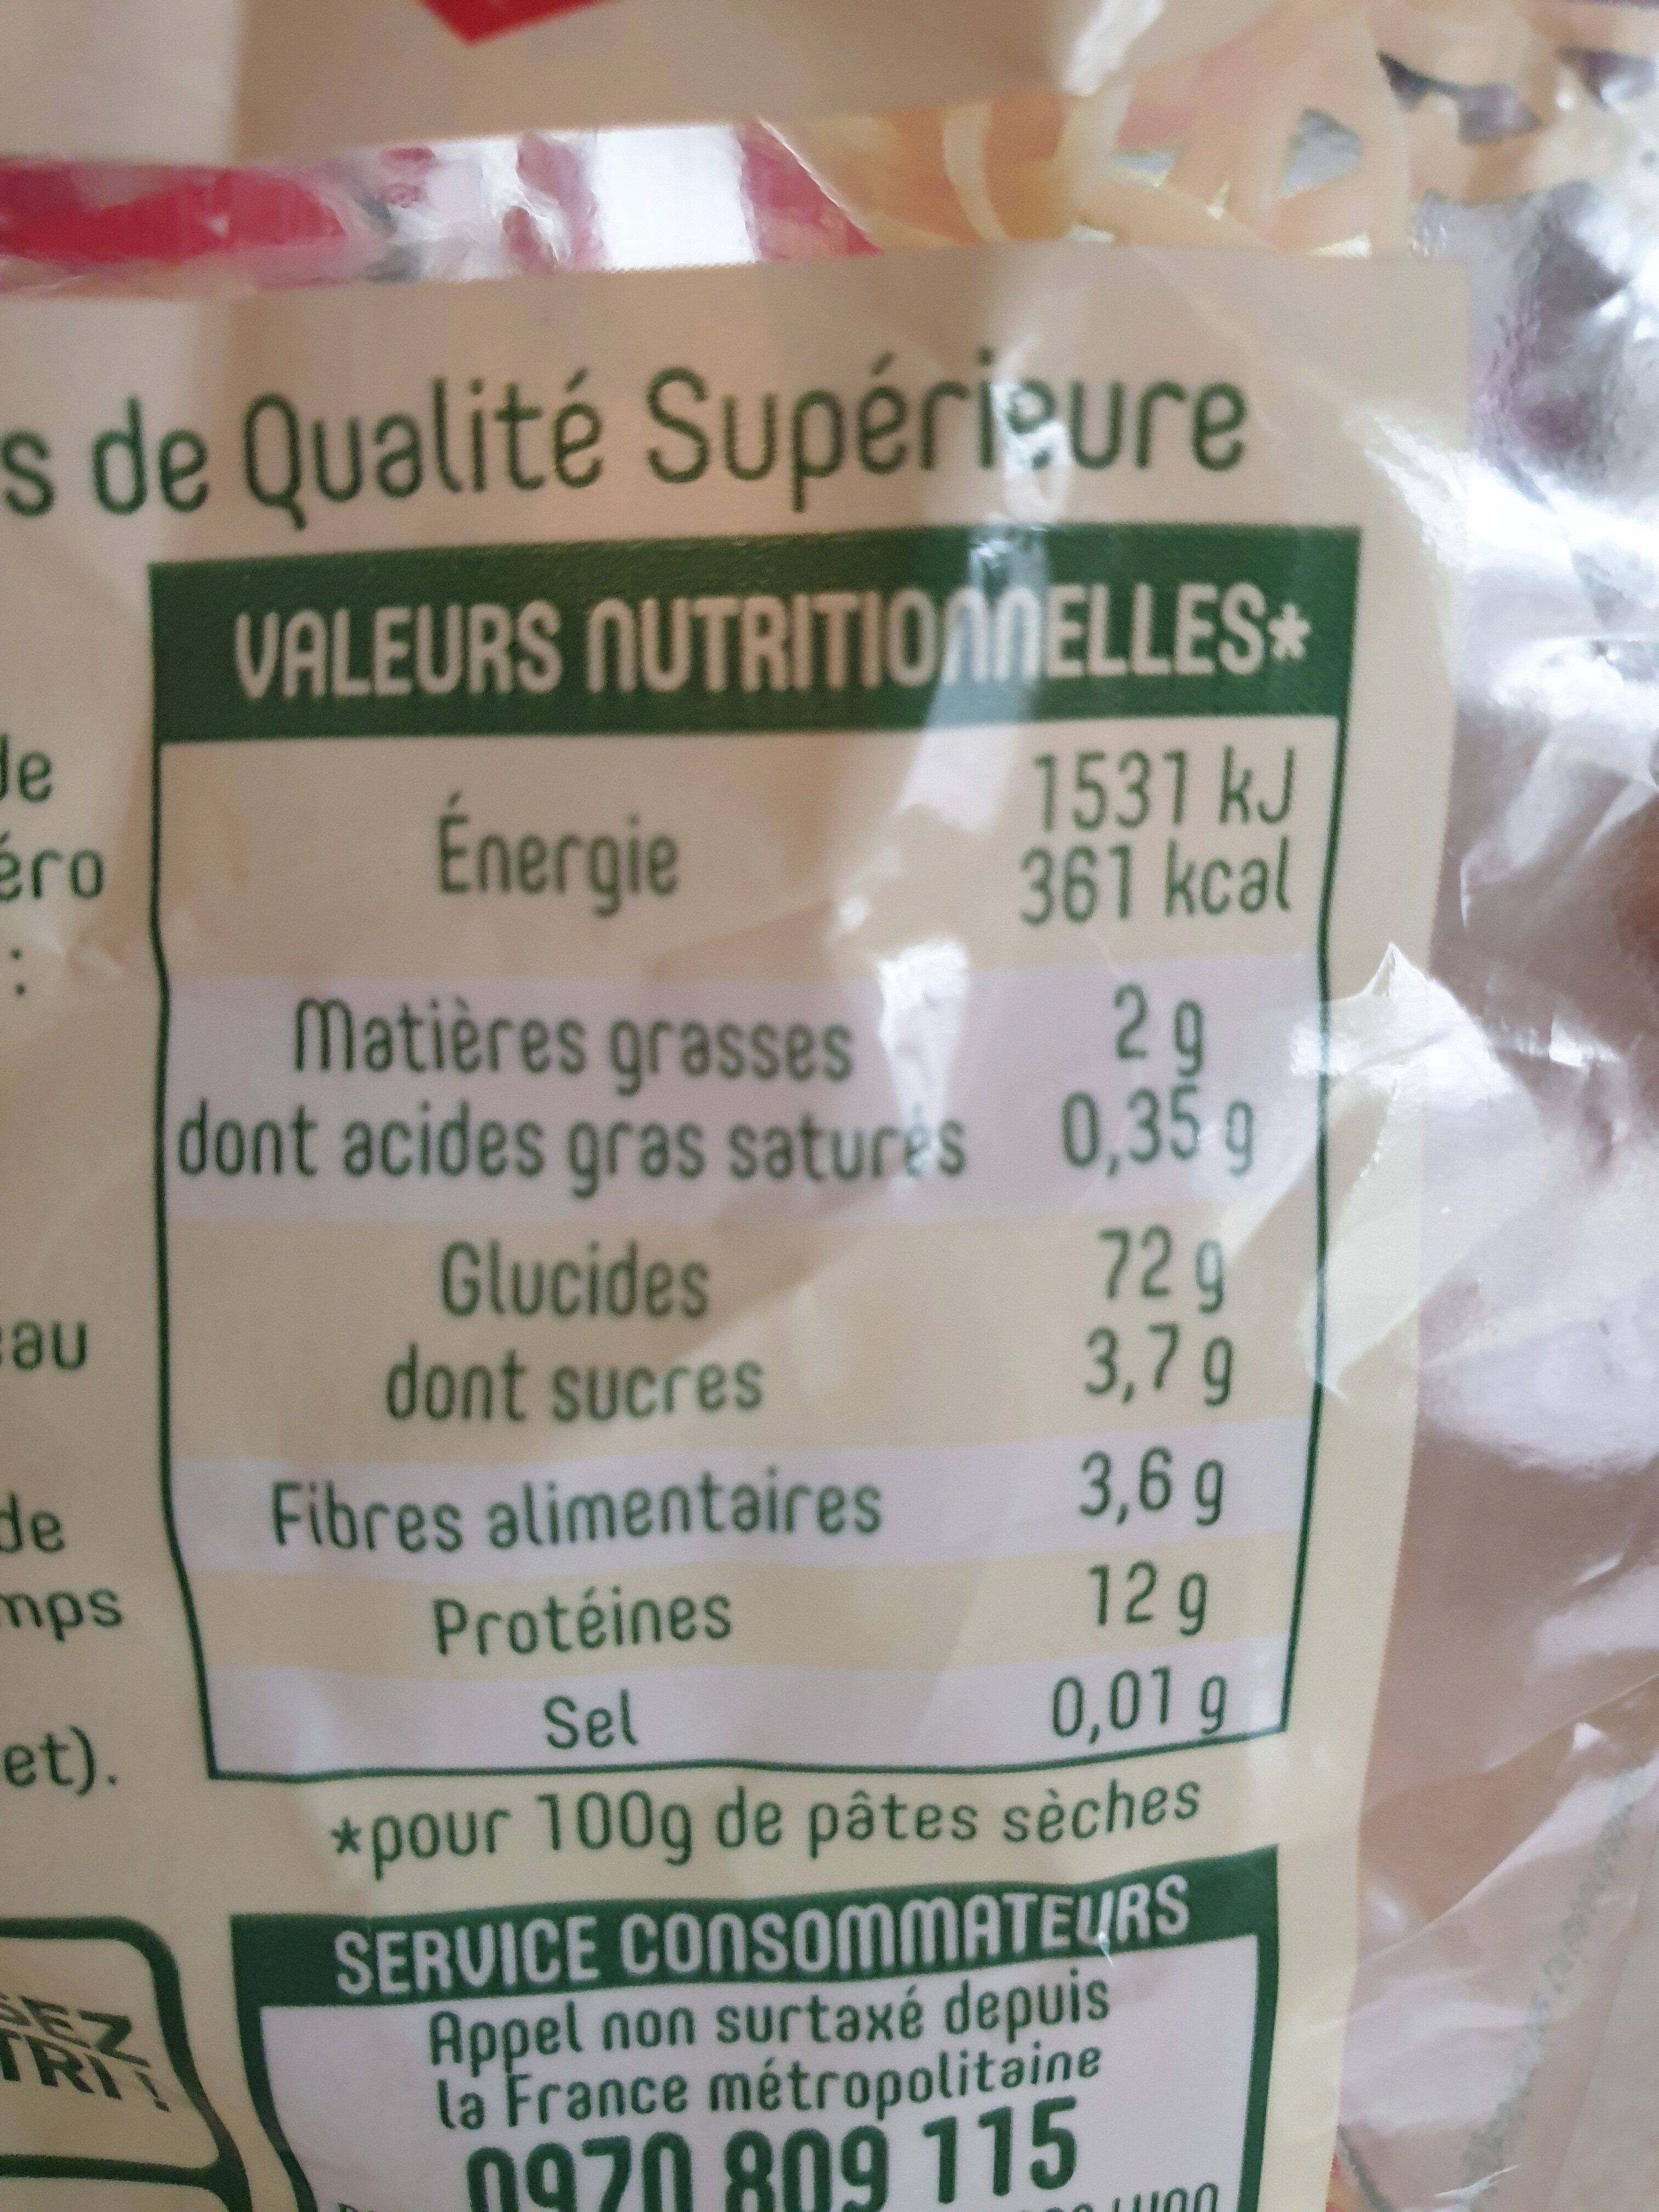 s de Qualité Supérieure
VALEURS NUTRITIONNELLES*
de
éro
:
Énergie
1531 kJ
361 kcal
Matières grasses 2 g
dont acides gras saturés 0,35 g
Glucides 72 g
eau
dont sucres 3,7 g
de
Fibres alimentaires 3,6 g
mps
Protéines 12 g
et).
Sel 0,01 g
*pour 100g de pâtes sèches
SERVICE CONSOMMATEURS
SEZ
TRI !
Appel non surtaxé depuis
la France métropolitaine
0970 809 115